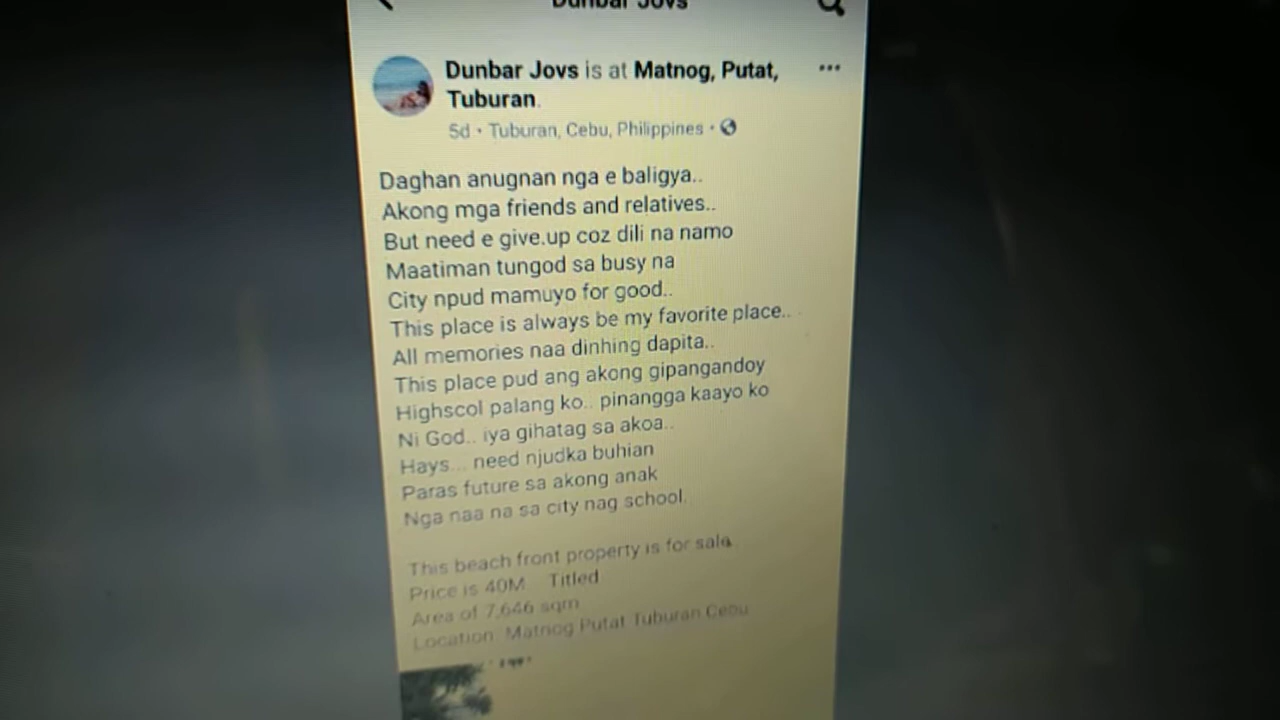 Dunbar Jovs
Dunbar Jovs is at Matnog, Putat,
Tuburan.
5d · Tuburan, Cebu, Philippines ·
Daghan anugnan nga e baligya..
Akong mga friends and relatives..
But need e give.up coz dili na namo
Maatiman tungod sa busy na
City npud mamuyo for good..
This place is always be my favorite place..
All memories naa dinhing dapita..
This place pud ang akong gipangandoy
Highscol palang ko.. pinangga kaayo ko
Ni God.. iya gihatag sa akoa..
Hays... need njudka buhian
Paras future sa akong anak
Nga naa na sa city nag school.
This beach front property is for sale
Price is 40M Titled
Area of 7,646 sqm
Location Matnog Putat Tuburan Cebu